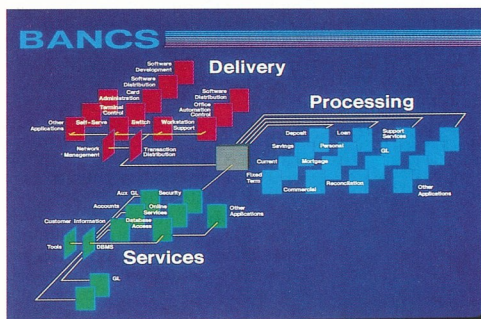 BANCS
Delivery
Software
Development
Software
Distribution
Card
Administration
Terminal
Control
Other
Applications
Self-Serve
Switch
Workstation
Support
Software
Distribution
Office
Automation
Control
Network
Management
Transaction
Distribution
Processing
Deposit
Loan
Support
Services
Savings
Personal
GL
Current
Mortgage
Fixed
Term
Commercial
Reconciliation
Other
Applications
Aux GL
Security
Accounts
Online
Services
Customer Information
Database
Access
Other
Applications
Tools
DBMS
Services
GL